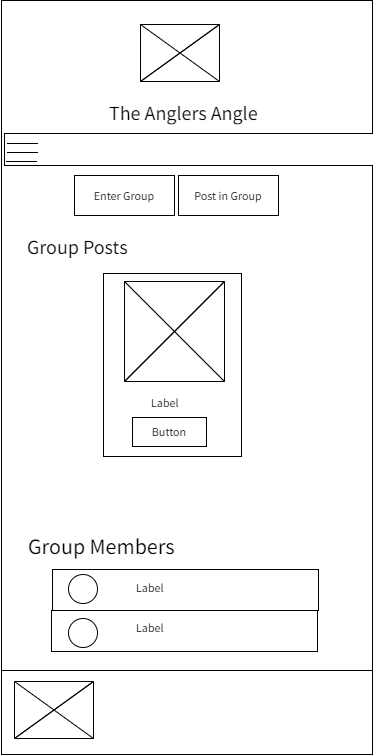 The Anglers Angle
Enter Group
Post in Group
Group Posts
Label
Button
Group Members
Label
Label